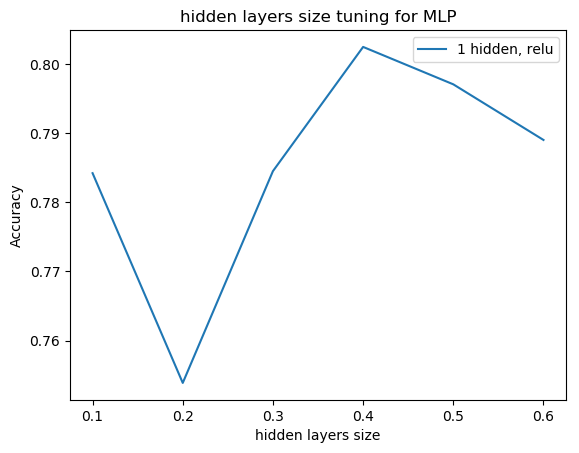 hidden layers size tuning for MLP
1 hidden, relu
Accuracy
0.80
0.79
0.78
0.77
0.76
0.1 0.2 0.3 0.4 0.5 0.6
hidden layers size